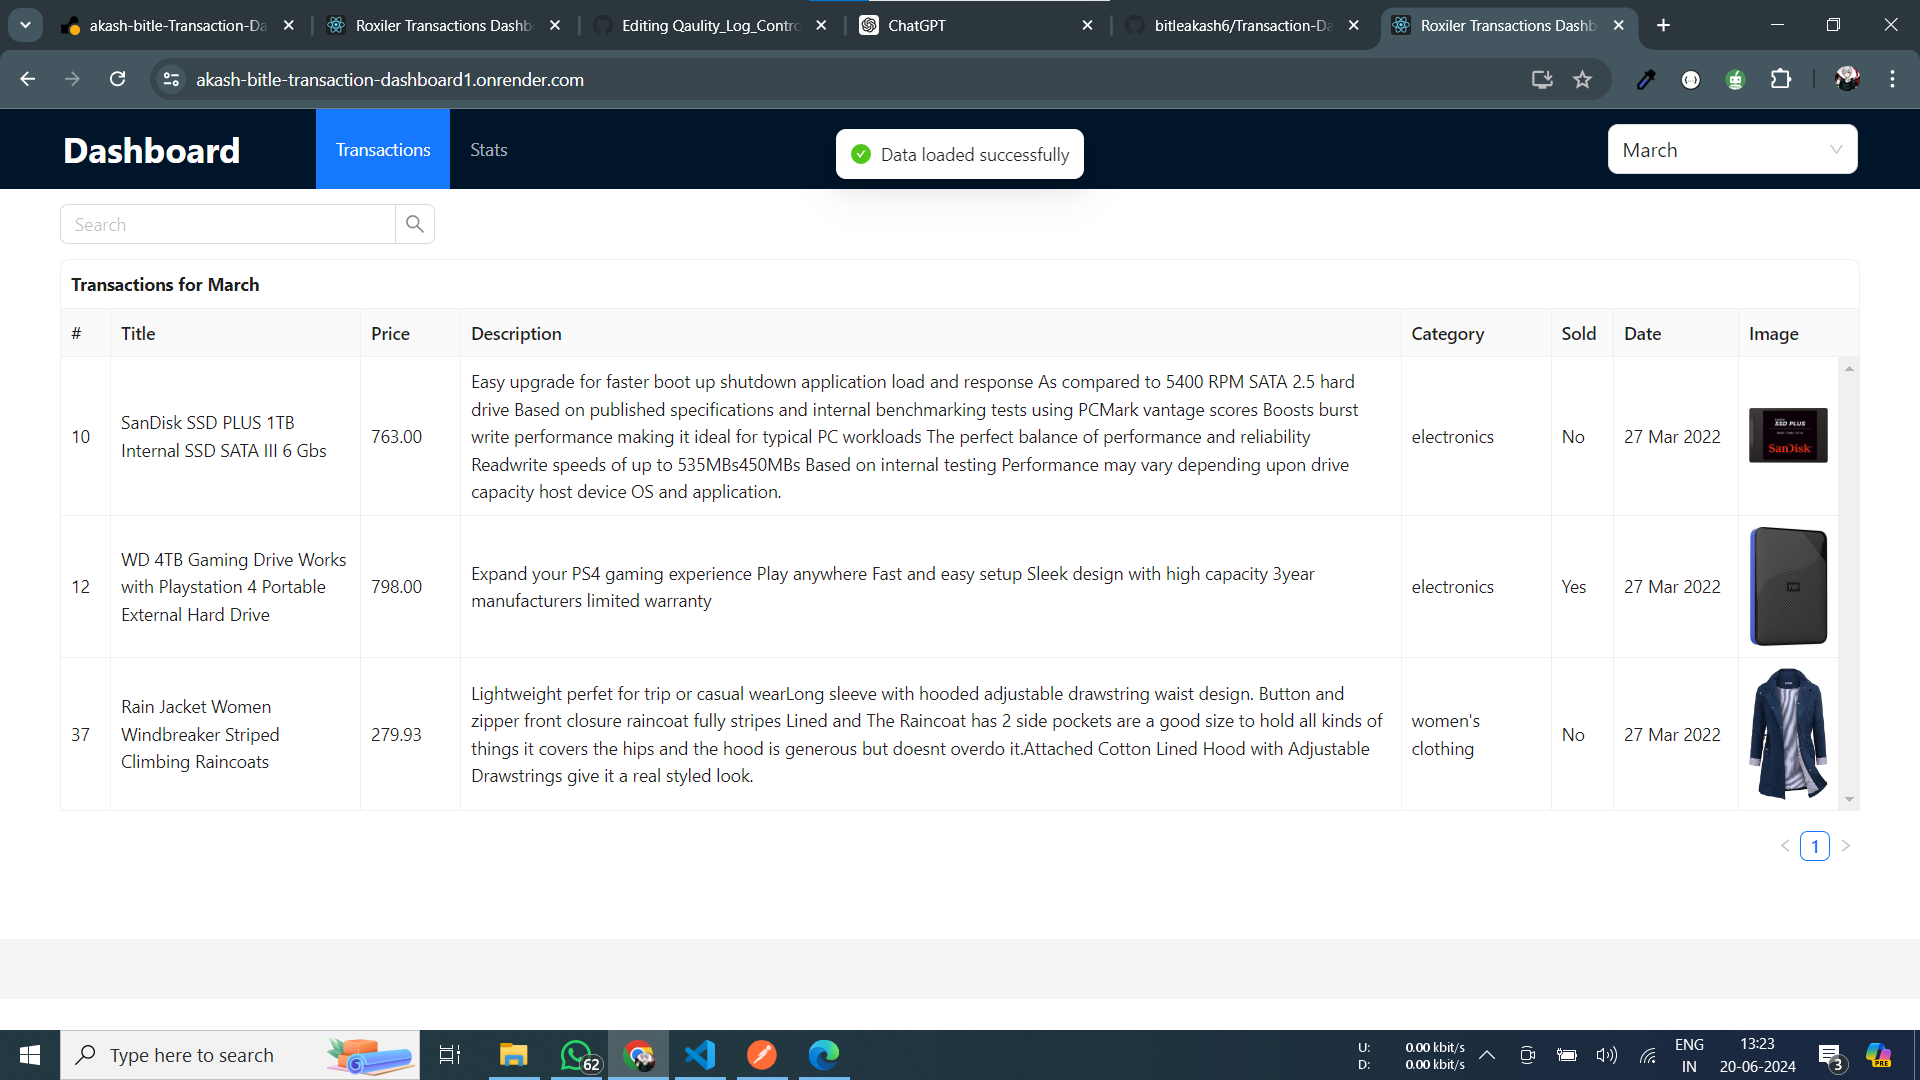 akash-bitle-Transaction-Da
Roxiler Transactions Dashb
Editing Qaulity_Log_Contro
ChatGPT
bitleakash6/Transaction-Da
Roxiler Transactions Dashb
akash-bitle-transaction-dashboard1.onrender.com
Dashboard
Transactions
Stats
Data loaded successfully
March
Search
Transactions for March
# Title Price Description Category Sold Date Image
10
SanDisk SSD PLUS 1TB
Internal SSD SATA III 6 Gbs
763.00
Easy upgrade for faster boot up shutdown application load and response As compared to 5400 RPM SATA 2.5 hard
drive Based on published specifications and internal benchmarking tests using PCMark vantage scores Boosts burst
write performance making it ideal for typical PC workloads The perfect balance of performance and reliability
Readwrite speeds of up to 535MBs450MBs Based on internal testing Performance may vary depending upon drive
capacity host device OS and application.
electronics
No
27 Mar 2022
SSD PLUS
SanDisk
12
WD 4TB Gaming Drive Works
with Playstation 4 Portable
External Hard Drive
798.00
Expand your PS4 gaming experience Play anywhere Fast and easy setup Sleek design with high capacity 3year
manufacturers limited warranty
electronics
Yes
27 Mar 2022
37
Rain Jacket Women
Windbreaker Striped
Climbing Raincoats
279.93
Lightweight perfet for trip or casual wearLong sleeve with hooded adjustable drawstring waist design. Button and
zipper front closure raincoat fully stripes Lined and The Raincoat has 2 side pockets are a good size to hold all kinds of
things it covers the hips and the hood is generous but doesnt overdo it.Attached Cotton Lined Hood with Adjustable
Drawstrings give it a real styled look.
women's
clothing
No
27 Mar 2022
1
Type here to search
62
U: 0.00 kbit/s
D: 0.00 kbit/s
ENG
IN
13:23
20-06-2024
3
PRE